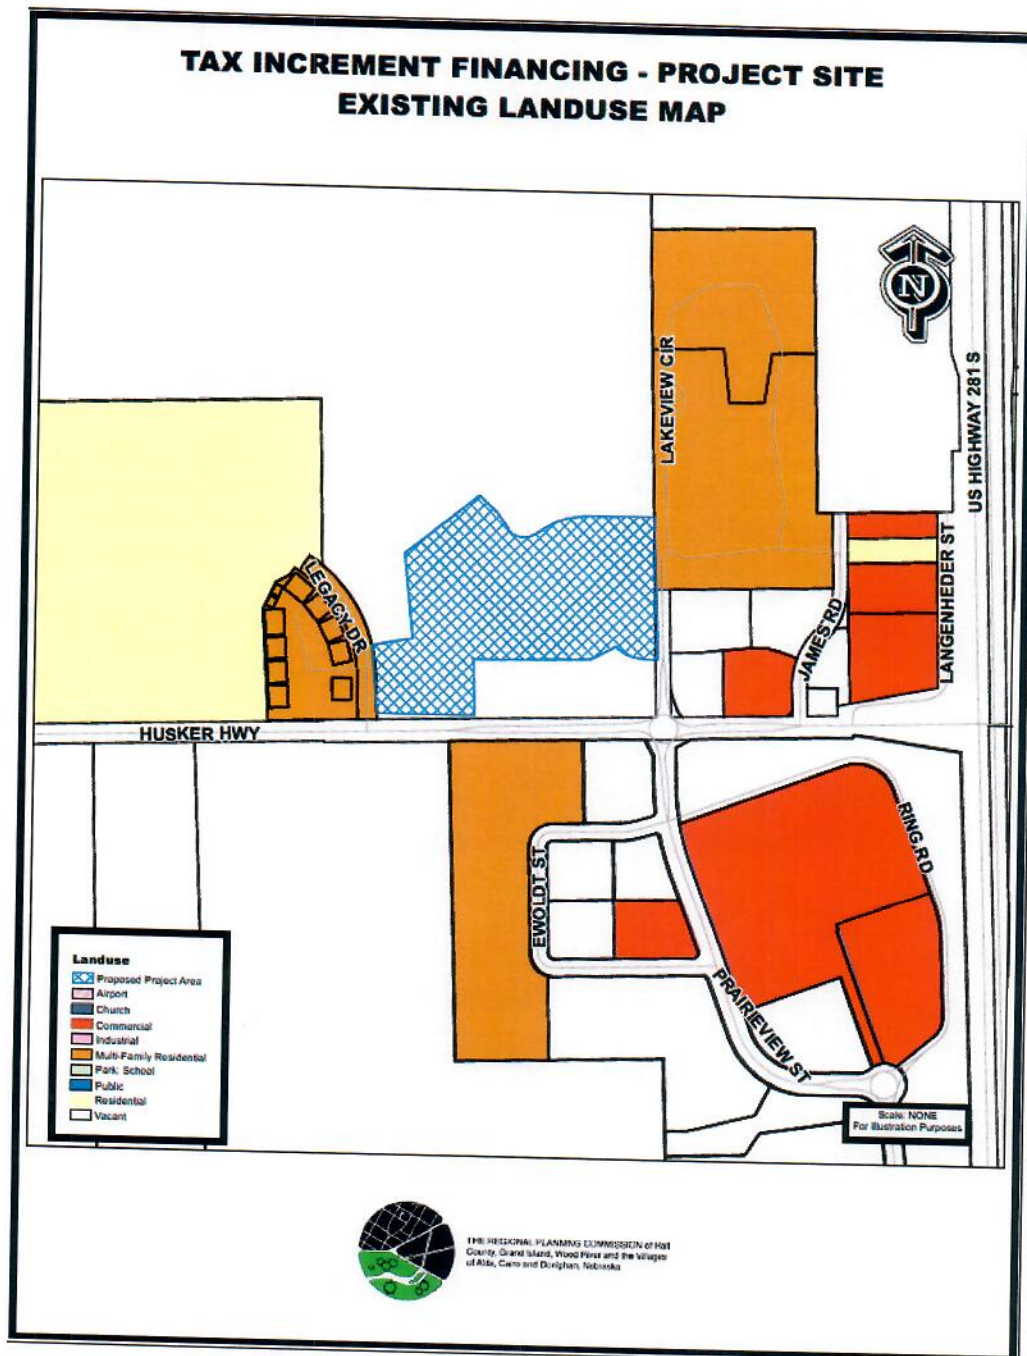 TAX INCREMENT FINANCING - PROJECT SITE
EXISTING LANDUSE MAP
N
LAKEVIEW CIR
US HIGHWAY 281 S
LEGACY DR
JAMES RD
LANGENHEDER ST
HUSKER HWY
RING RD
EWOLDT ST
PRAIRIEVIEW ST
Landuse
Proposed Project Area
Airport
Church
Commercial
Industrial
Multi-Family Residential
Park: School
Public
Residential
Vacant
Scale: NONE
For Illustration Purposes
THE REGIONAL PLANNING COMMISSION of Hall
County, Grand Island, Wood River and the Villages
of Alda, Cairo and Doniphan, Nebraska